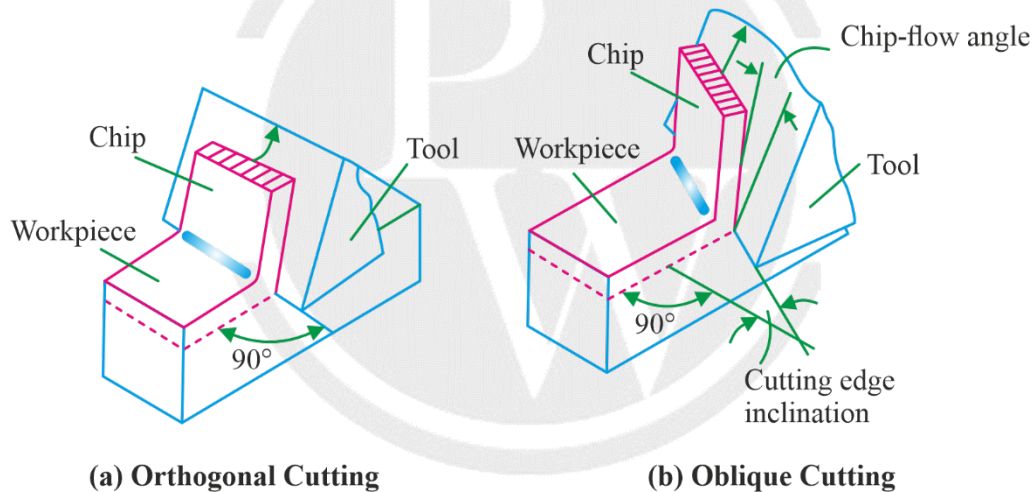 Chip
Tool
Workpiece
90°
(a) Orthogonal Cutting
Chip-flow angle
Chip
Workpiece
Tool
90°
Cutting edge
inclination
(b) Oblique Cutting
P
W